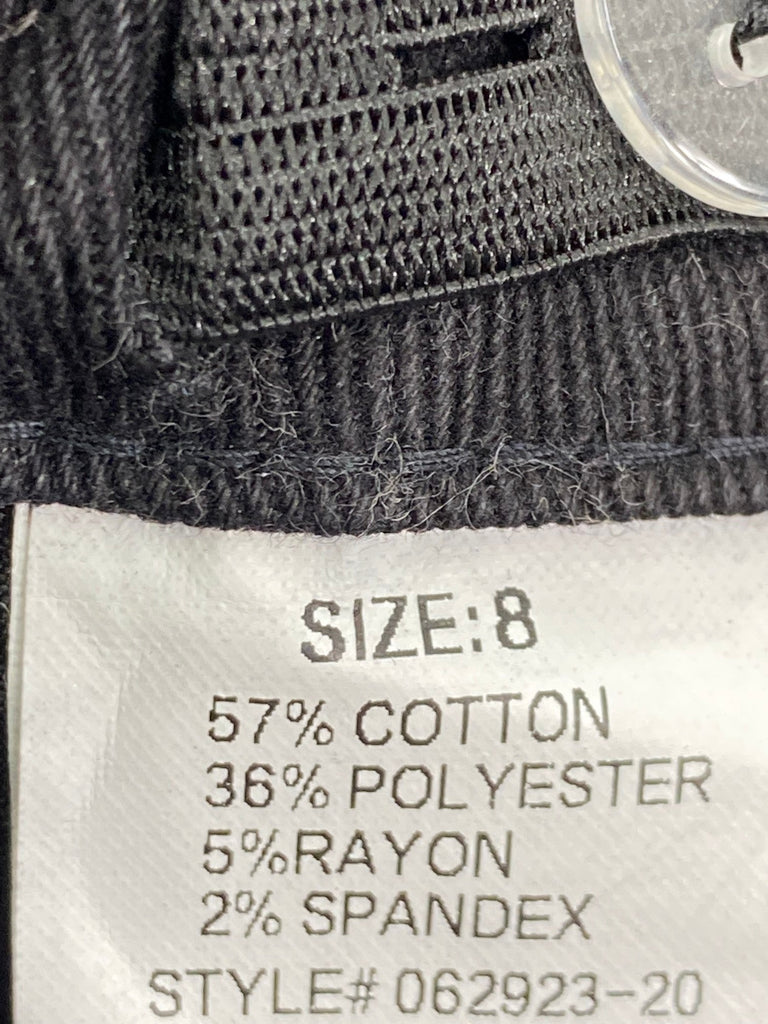 SIZE:8
57% COTTON
36% POLYESTER
5%RAYON
2% SPANDEX
STYLE# 062923-20